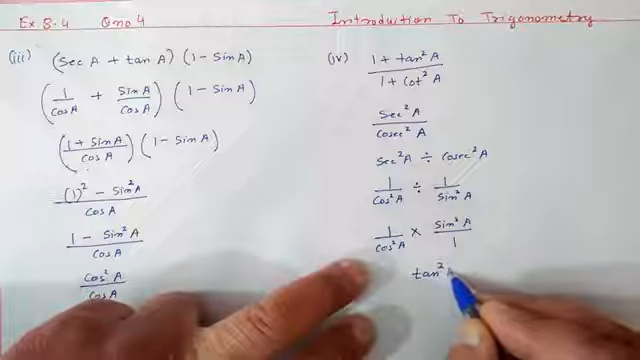 Ex 8.4 Qno 4 Introduction To Trigonometry
(iii) (Sec A + tan A) (1 - Sin A)
(1/CosA + SinA/CosA) (1 - Sin A)
(1 + Sin A/Cos A) (1 - Sin A)
(1)² - Sin²A/Cos A
1 - Sin²A/Cos A
Cos²A/Cos A
(iv) 1 + tan²A/1 + Cot²A
Sec²A/Cosec²A
Sec²A ÷ Cosec²A
1/Cos²A ÷ 1/Sin²A
1/Cos²A × Sin²A/1
tan²A